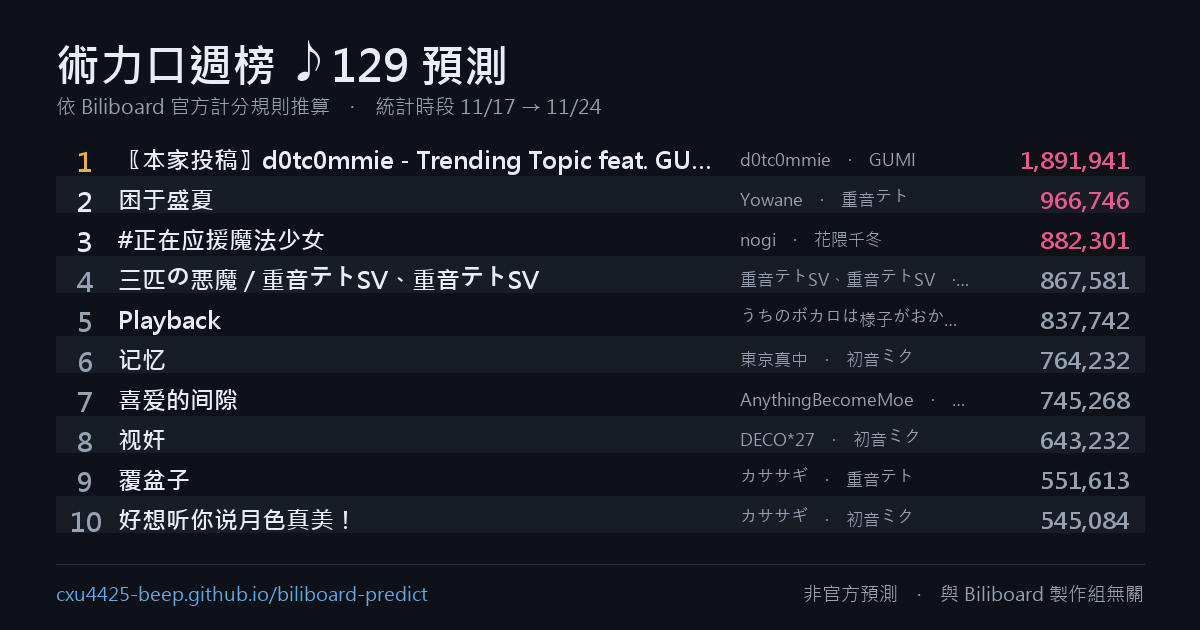 術力口週榜 ♪129 預測
依 Biliboard 官方計分規則推算 · 統計時段 11/17 → 11/24
1 〖本家投稿〗d0tc0mmie - Trending Topic feat. GU... d0tc0mmie · GUMI 1,891,941
2 困于盛夏 Yowane · 重音テト 966,746
3 #正在应援魔法少女 nogi · 花隈千冬 882,301
4 三匹の悪魔 / 重音テトSV、重音テトSV 重音テトSV、重音テトSV ·... 867,581
5 Playback うちのボカロは様子がおか... 837,742
6 记忆 東京真中 · 初音ミク 764,232
7 喜爱的间隙 AnythingBecomeMoe · ... 745,268
8 视奸 DECO*27 · 初音ミク 643,232
9 覆盆子 カササギ · 重音テト 551,613
10 好想听你说月色真美！ カササギ · 初音ミク 545,084
cxu4425-beep.github.io/biliboard-predict 非官方預測 · 與 Biliboard 製作組無關